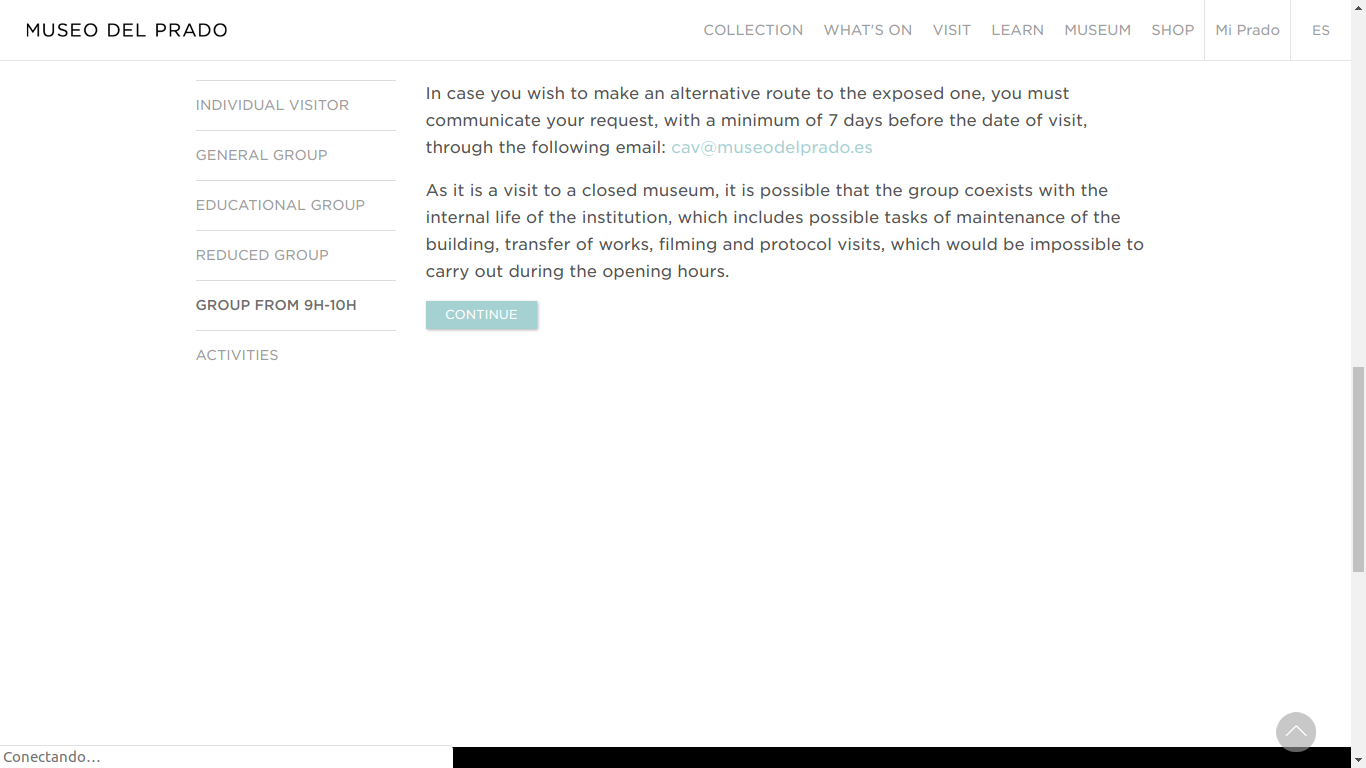 MUSEO DEL PRADO
COLLECTION WHAT'S ON VISIT LEARN MUSEUM SHOP Mi Prado ES
INDIVIDUAL VISITOR
GENERAL GROUP
EDUCATIONAL GROUP
REDUCED GROUP
GROUP FROM 9H-10H
ACTIVITIES
In case you wish to make an alternative route to the exposed one, you must
communicate your request, with a minimum of 7 days before the date of visit,
through the following email: cav@museodelprado.es
As it is a visit to a closed museum, it is possible that the group coexists with the
internal life of the institution, which includes possible tasks of maintenance of the
building, transfer of works, filming and protocol visits, which would be impossible to
carry out during the opening hours.
CONTINUE
Conectando…